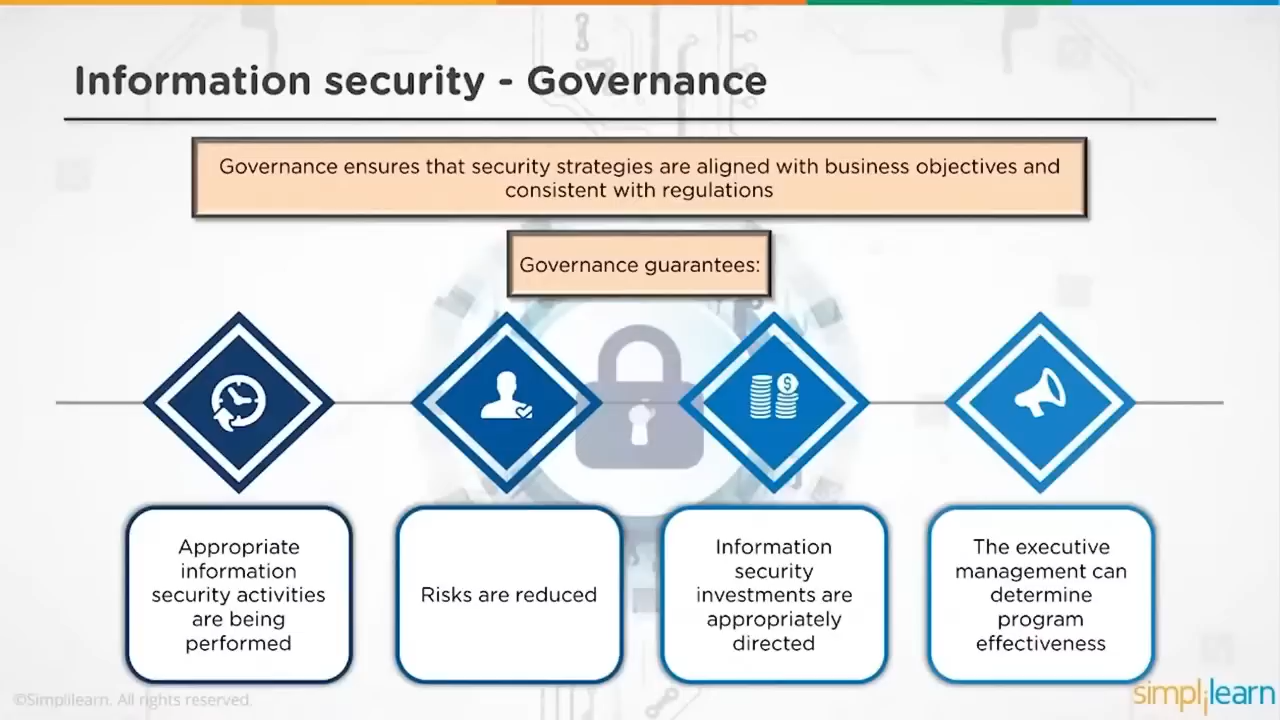 Information security - Governance
Governance ensures that security strategies are aligned with business objectives and
consistent with regulations
Governance guarantees:
Appropriate
information
security activities
are being
performed
Risks are reduced
Information
security
investments are
appropriately
directed
The executive
management can
determine
program
effectiveness
©Simplilearn. All rights reserved.
simplilearn